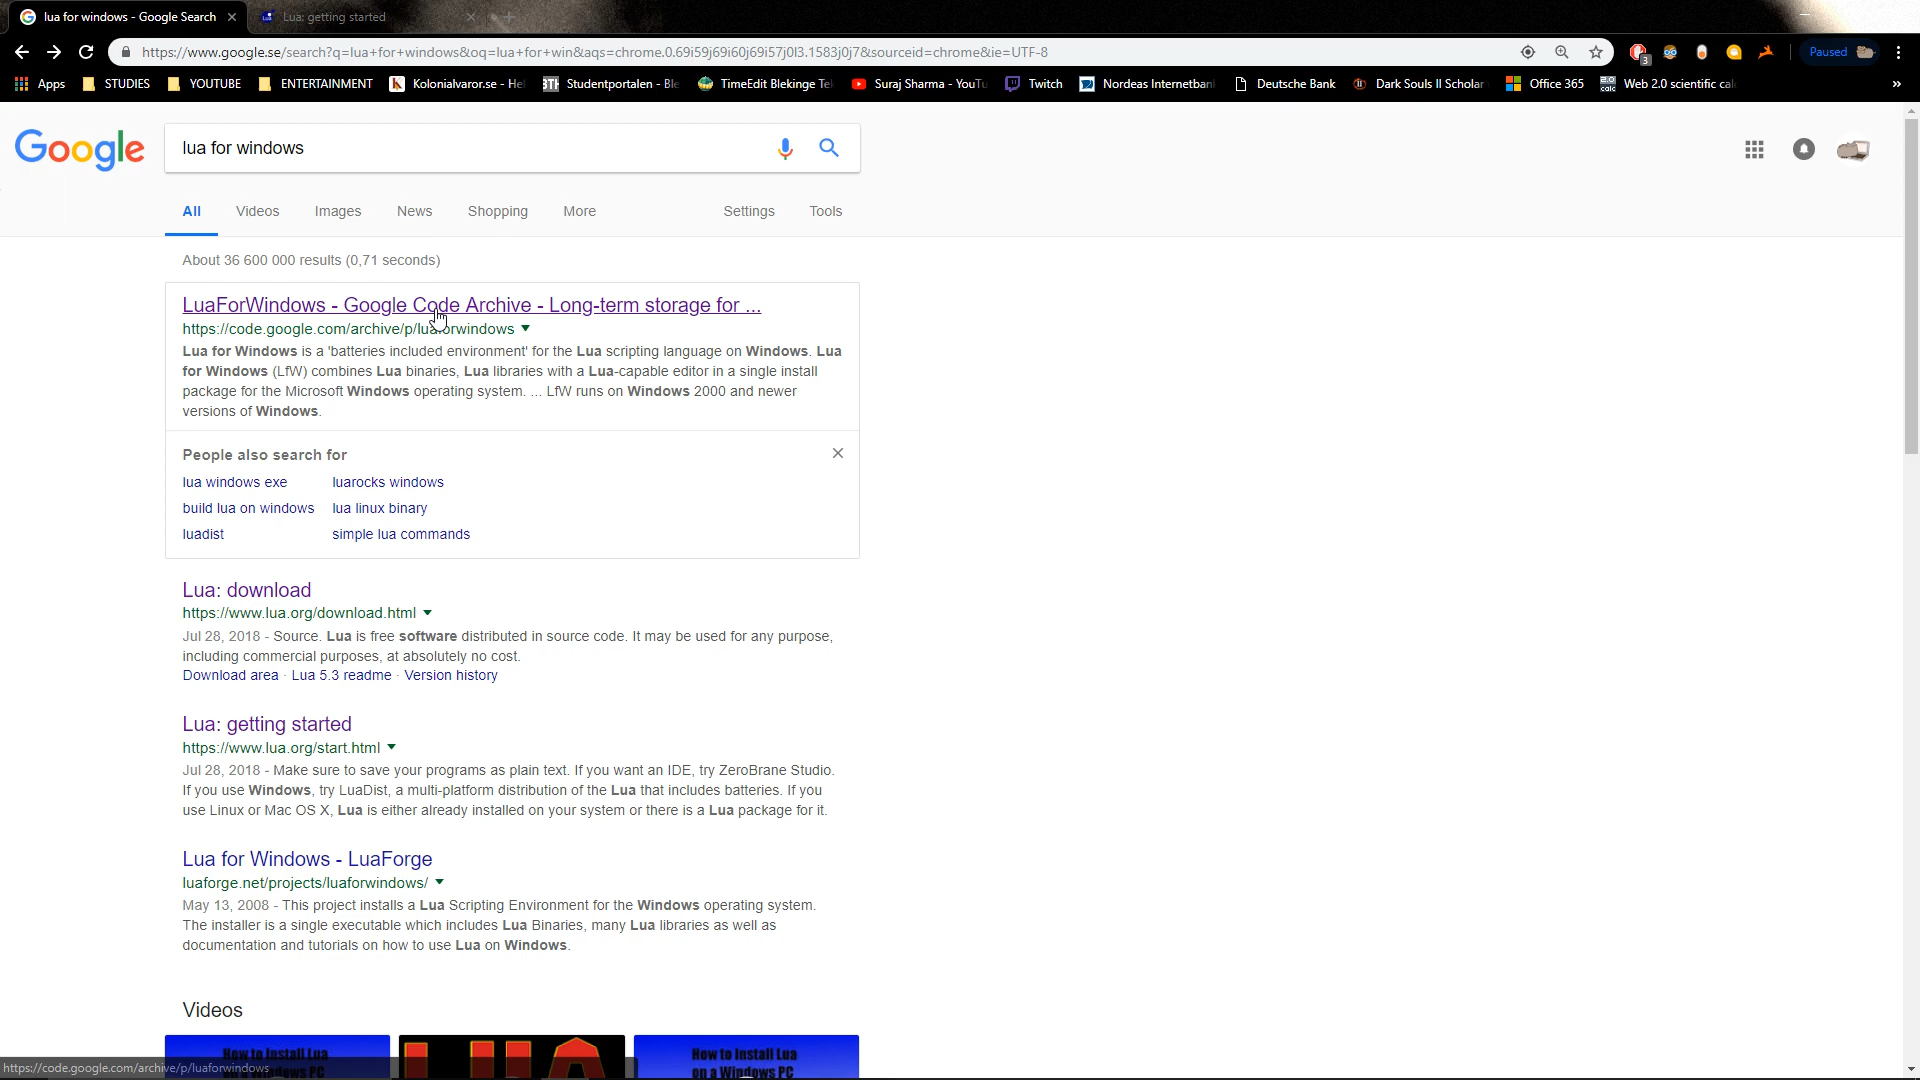 lua for windows - Google Search
Lua: getting started
https://www.google.se/search?q=lua+for+windows&oq=lua+for+win&aqs=chrome.0.69i59j69i60j69i57j0l3.1583j0j7&sourceid=chrome&ie=UTF-8
3
Paused
Apps
STUDIES
YOUTUBE
ENTERTAINMENT
Kolonialvaror.se - He
Studentportalen - Ble
TimeEdit Blekinge Te
Suraj Sharma - YouTu
Twitch
Nordeas Internetban
Deutsche Bank
Dark Souls II Scholar
Office 365
Web 2.0 scientific cal
»
Google
lua for windows
All
Videos
Images
News
Shopping
More
Settings
Tools
About 36 600 000 results (0,71 seconds)
LuaForWindows - Google Code Archive - Long-term storage for ...
https://code.google.com/archive/p/luaforwindows
Lua for Windows is a 'batteries included environment' for the Lua scripting language on Windows. Lua
for Windows (LfW) combines Lua binaries, Lua libraries with a Lua-capable editor in a single install
package for the Microsoft Windows operating system. ... LfW runs on Windows 2000 and newer
versions of Windows.
People also search for
lua windows exe
luarocks windows
build lua on windows
lua linux binary
luadist
simple lua commands
Lua: download
https://www.lua.org/download.html
Jul 28, 2018 - Source. Lua is free software distributed in source code. It may be used for any purpose,
including commercial purposes, at absolutely no cost.
Download area · Lua 5.3 readme · Version history
Lua: getting started
https://www.lua.org/start.html
Jul 28, 2018 - Make sure to save your programs as plain text. If you want an IDE, try ZeroBrane Studio.
If you use Windows, try LuaDist, a multi-platform distribution of the Lua that includes batteries. If you
use Linux or Mac OS X, Lua is either already installed on your system or there is a Lua package for it.
Lua for Windows - LuaForge
luaforge.net/projects/luaforwindows/
May 13, 2008 - This project installs a Lua Scripting Environment for the Windows operating system.
The installer is a single executable which includes Lua Binaries, many Lua libraries as well as
documentation and tutorials on how to use Lua on Windows.
Videos
How to Install Lua
on a Windows PC
LUA
How to Install Lua
on a Windows PC
https://code.google.com/archive/p/luaforwindows